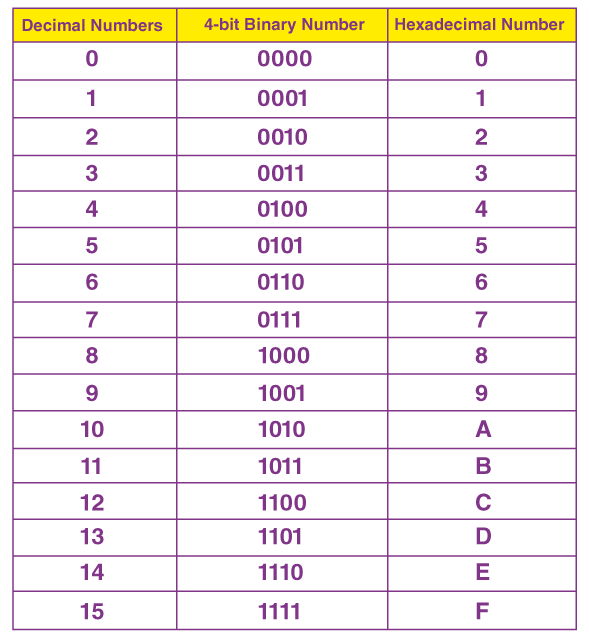 Decimal Numbers 4-bit Binary Number Hexadecimal Number
0 0000 0
1 0001 1
2 0010 2
3 0011 3
4 0100 4
5 0101 5
6 0110 6
7 0111 7
8 1000 8
9 1001 9
10 1010 A
11 1011 B
12 1100 C
13 1101 D
14 1110 E
15 1111 F